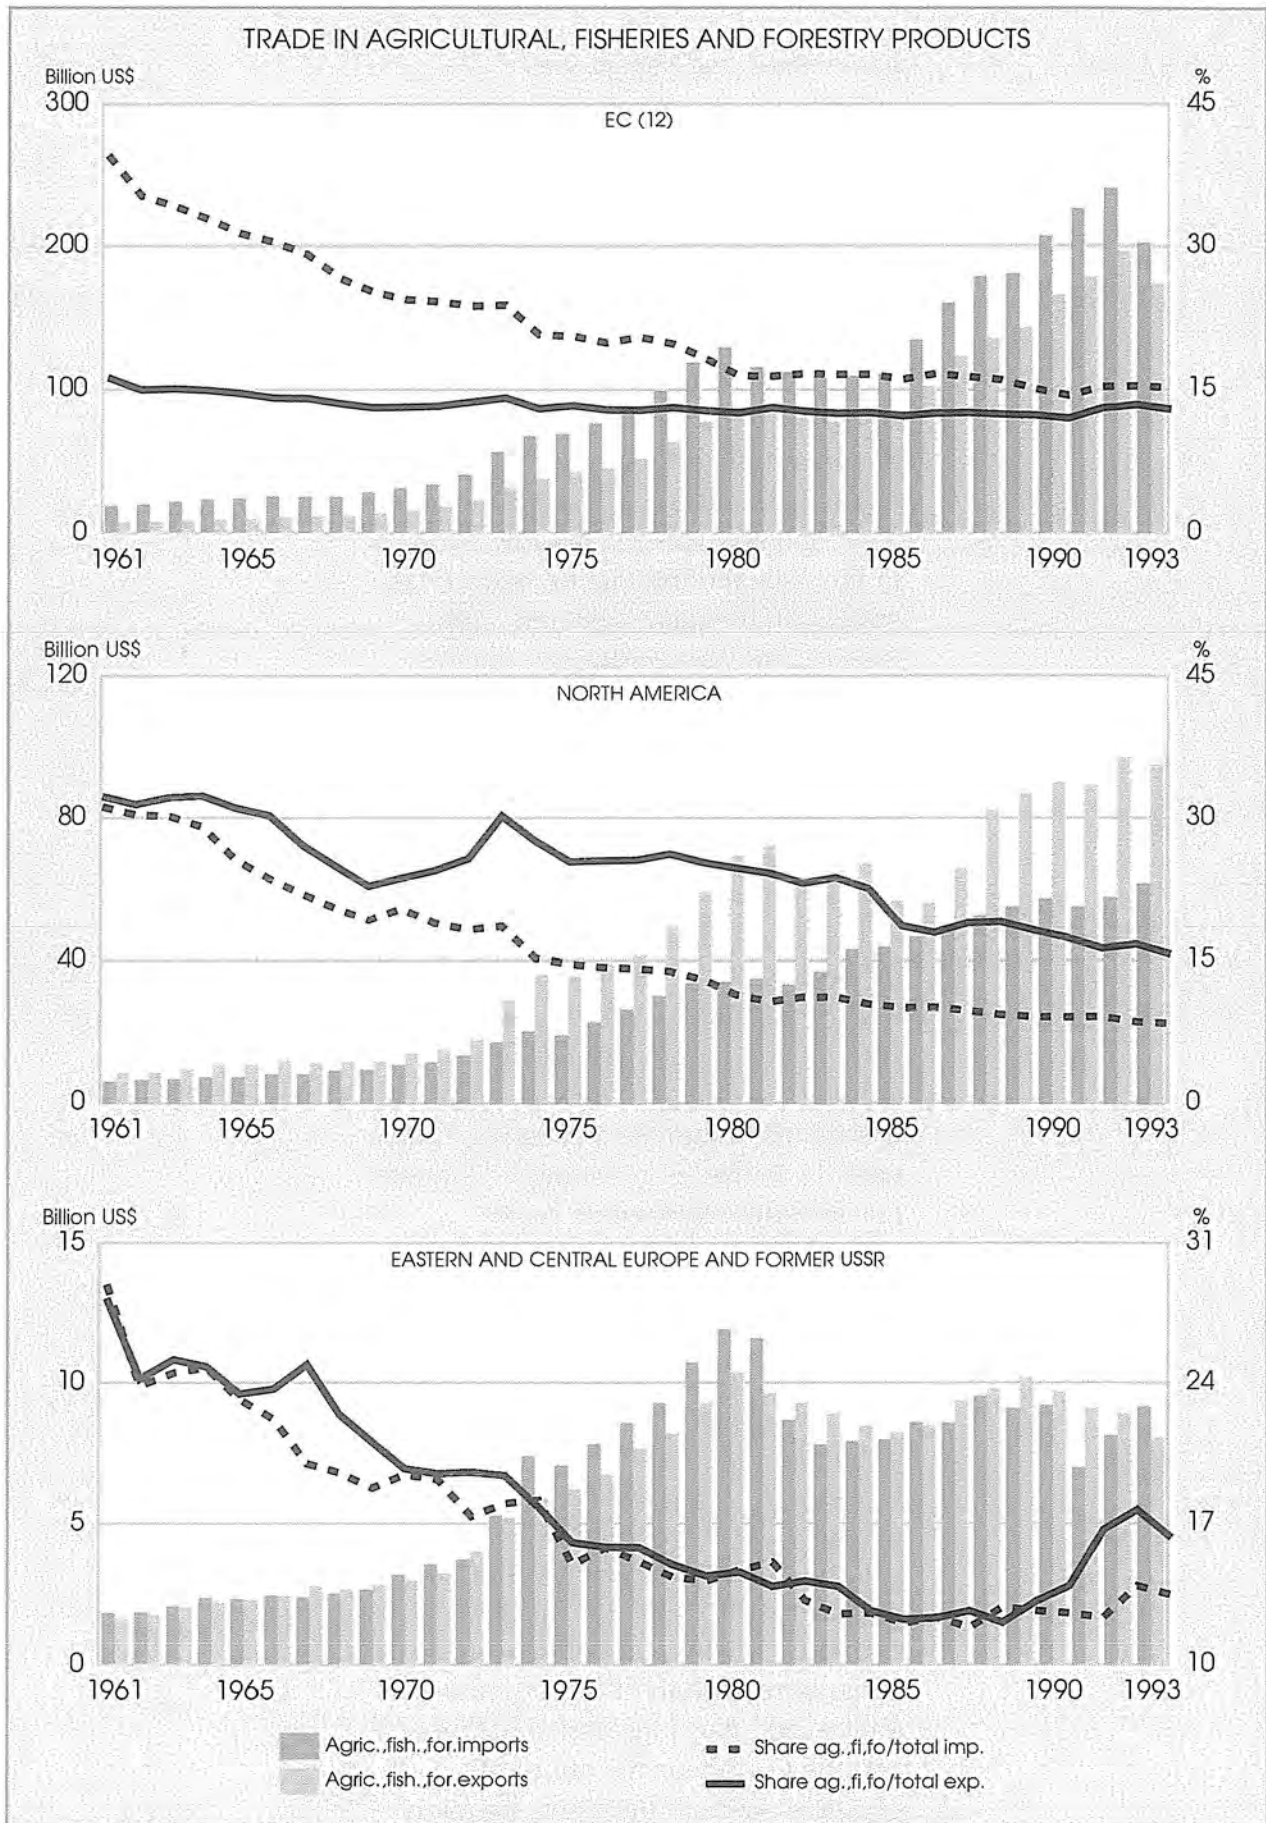 TRADE IN AGRICULTURAL, FISHERIES AND FORESTRY PRODUCTS
Billion US$ %
300 45
EC (12)
200 30
100 15
0 0
1961 1965 1970 1975 1980 1985 1990 1993
Billion US$ %
120 45
NORTH AMERICA
80 30
40 15
0 0
1961 1965 1970 1975 1980 1985 1990 1993
Billion US$ %
15 31
EASTERN AND CENTRAL EUROPE AND FORMER USSR
10 24
5 17
0 10
1961 1965 1970 1975 1980 1985 1990 1993
Agric.,fish.,for.imports Share ag.,fi,fo/total imp.
Agric.,fish.,for.exports Share ag.,fi,fo/total exp.